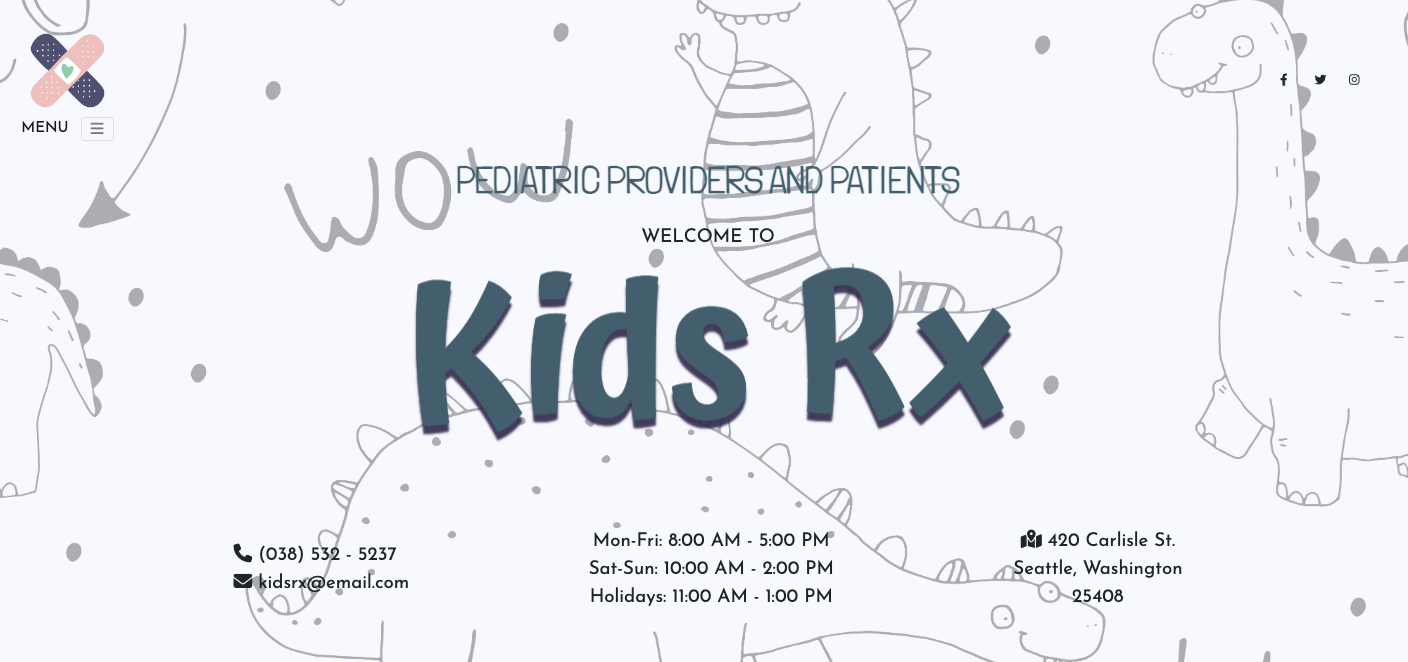 MENU
WOW
PEDIATRIC PROVIDERS AND PATIENTS
WELCOME TO
Kids Rx
(038) 532 - 5237
kidsrx@email.com
Mon-Fri: 8:00 AM - 5:00 PM
Sat-Sun: 10:00 AM - 2:00 PM
Holidays: 11:00 AM - 1:00 PM
420 Carlisle St.
Seattle, Washington
25408